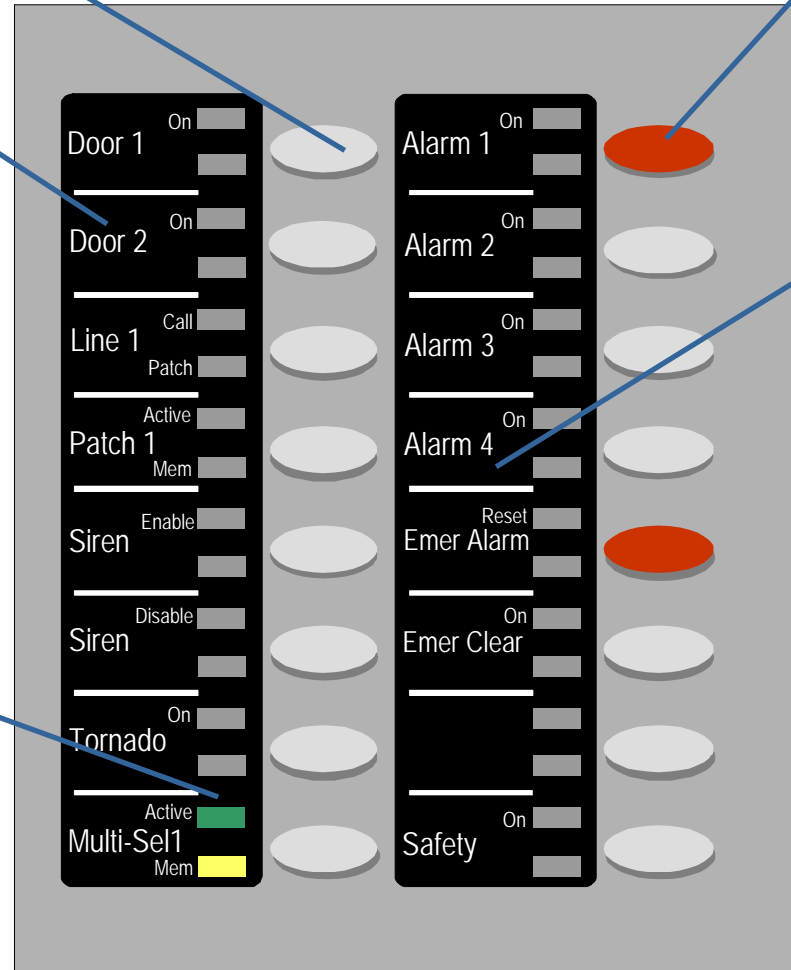 On
Door 1
On
Door 2
Call
Line 1
Patch
Active
Patch 1
Mem
Enable
Siren
Disable
Siren
On
Tornado
Active
Multi-Sel1
Mem
On
Alarm 1
On
Alarm 2
On
Alarm 3
On
Alarm 4
Reset
Emer Alarm
On
Emer Clear
On
Safety